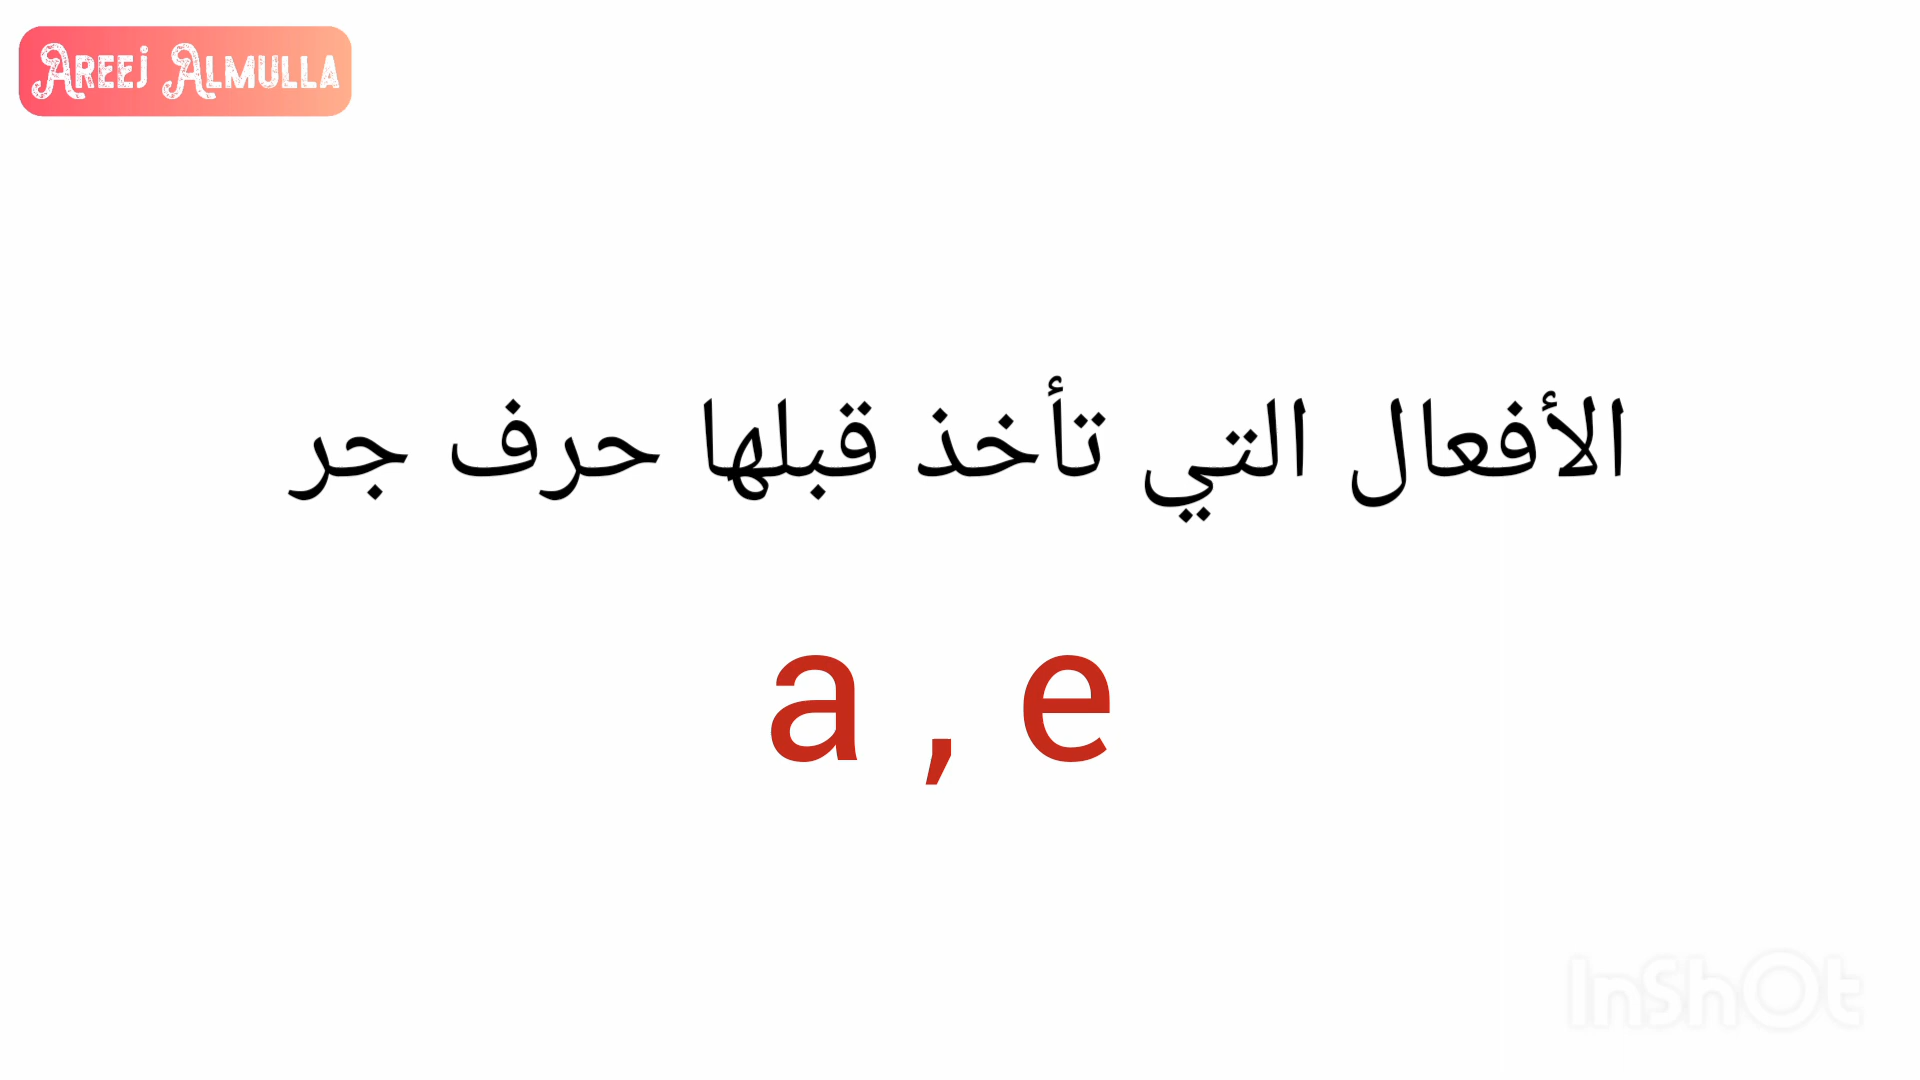 Areej Almulla
الأفعال التي تأخذ قبلها حرف جر
a , e
InShOt